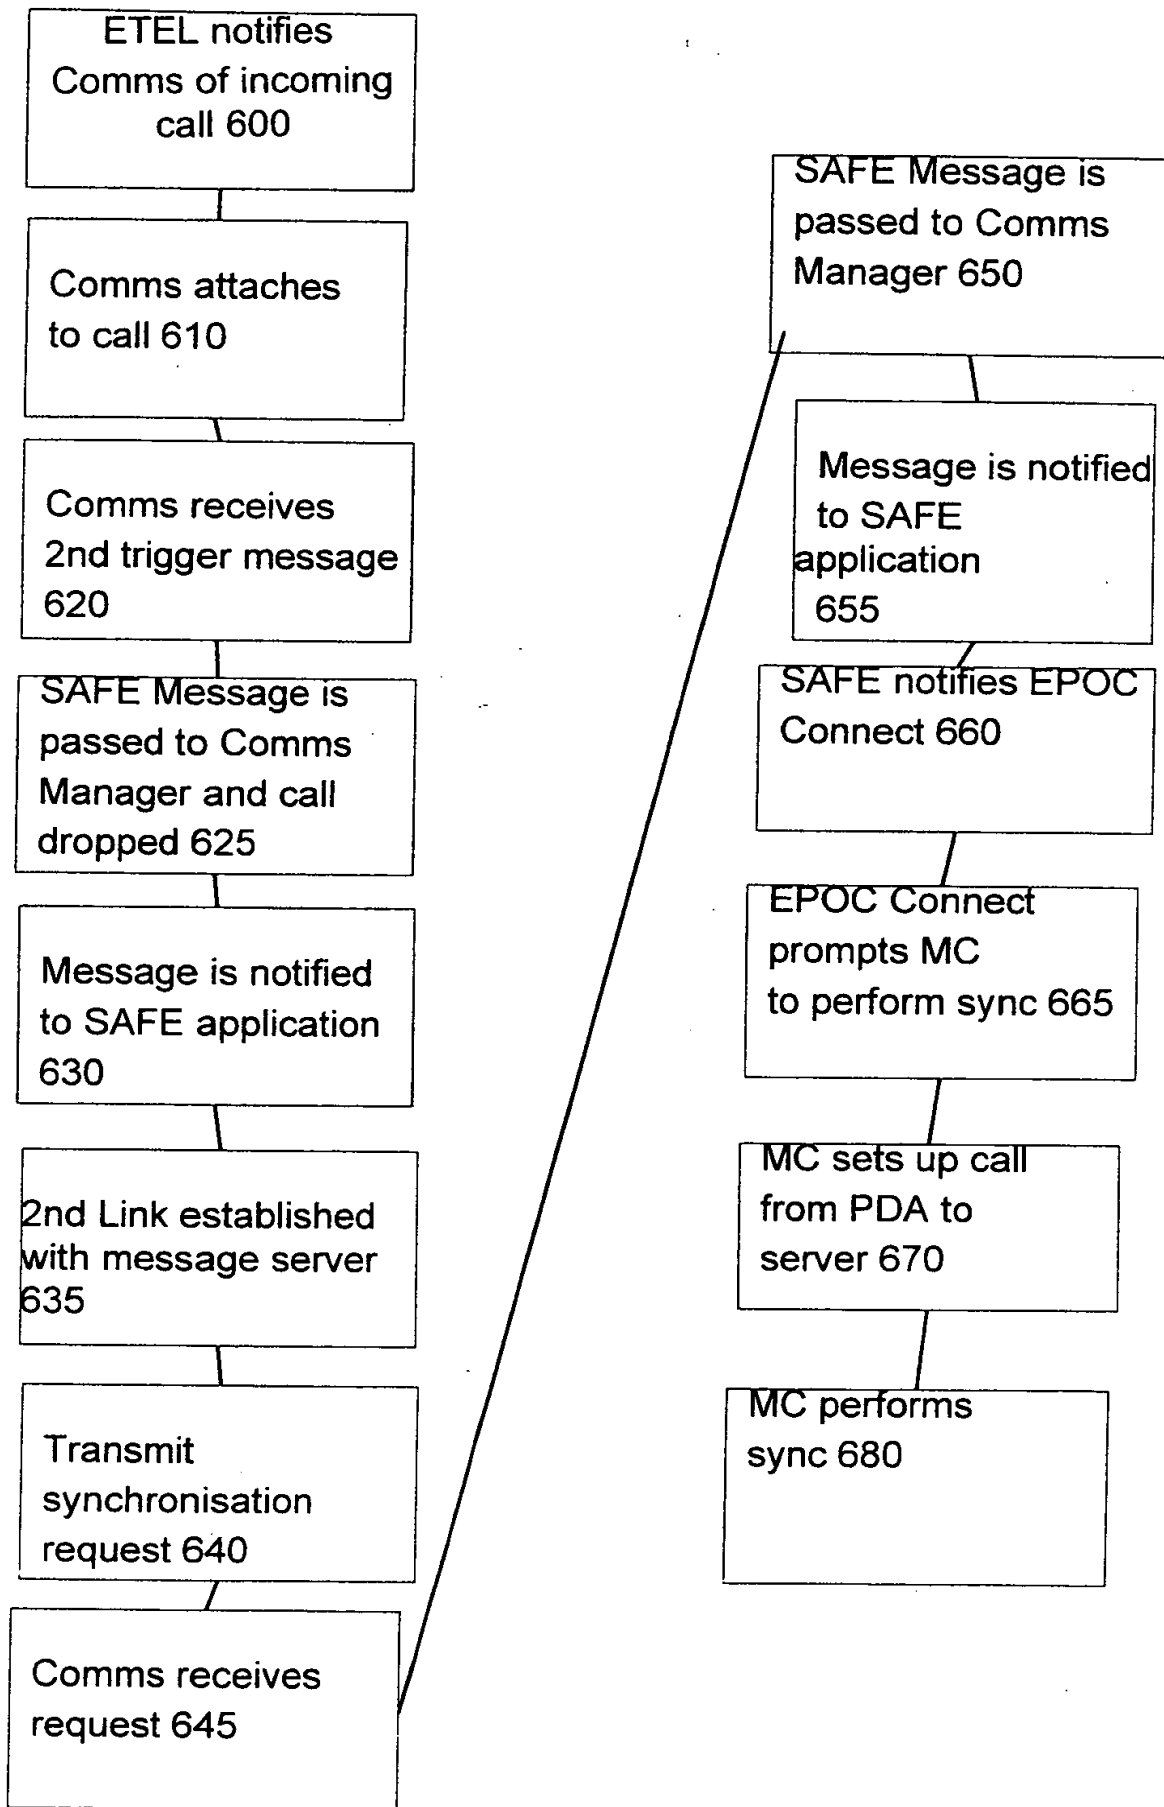 ETEL notifies
Comms of incoming
call 600
Comms attaches
to call 610
Comms receives
2nd trigger message
620
SAFE Message is
passed to Comms
Manager and call
dropped 625
Message is notified
to SAFE application
630
2nd Link established
with message server
635
Transmit
synchronisation
request 640
Comms receives
request 645
SAFE Message is
passed to Comms
Manager 650
Message is notified
to SAFE
application
655
SAFE notifies EPOC
Connect 660
EPOC Connect
prompts MC
to perform sync 665
MC sets up call
from PDA to
server 670
MC performs
sync 680